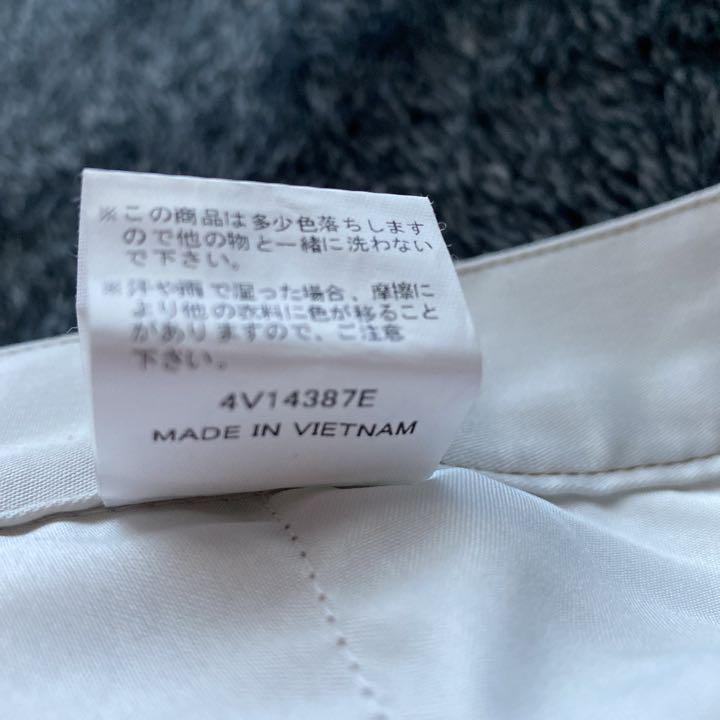 ※この商品は多少色落ちします
ので他の物と一緒に洗わない
で下さい。
※汗や雨で湿った場合、摩擦に
より他の衣料に色が移ること
がありますので、ご注意
下さい。
4V14387E
MADE IN VIETNAM